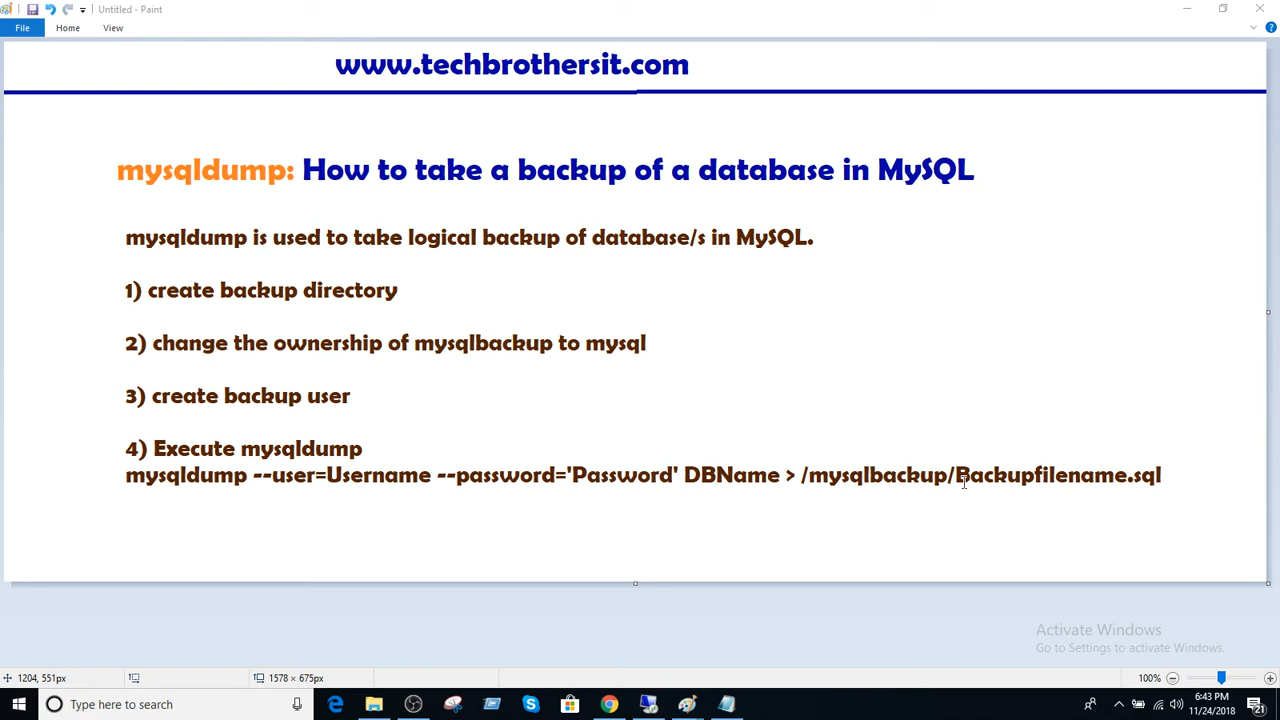 Untitled - Paint
File Home View
www.techbrothersit.com
mysqldump: How to take a backup of a database in MySQL
mysqldump is used to take logical backup of database/s in MySQL.
1) create backup directory
2) change the ownership of mysqlbackup to mysql
3) create backup user
4) Execute mysqldump
mysqldump --user=Username --password='Password' DBName > /mysqlbackup/Backupfilename.sql
Activate Windows
Go to Settings to activate Windows.
1204, 551px 1578 × 675px 100%
Type here to search
6:43 PM
11/24/2018
21